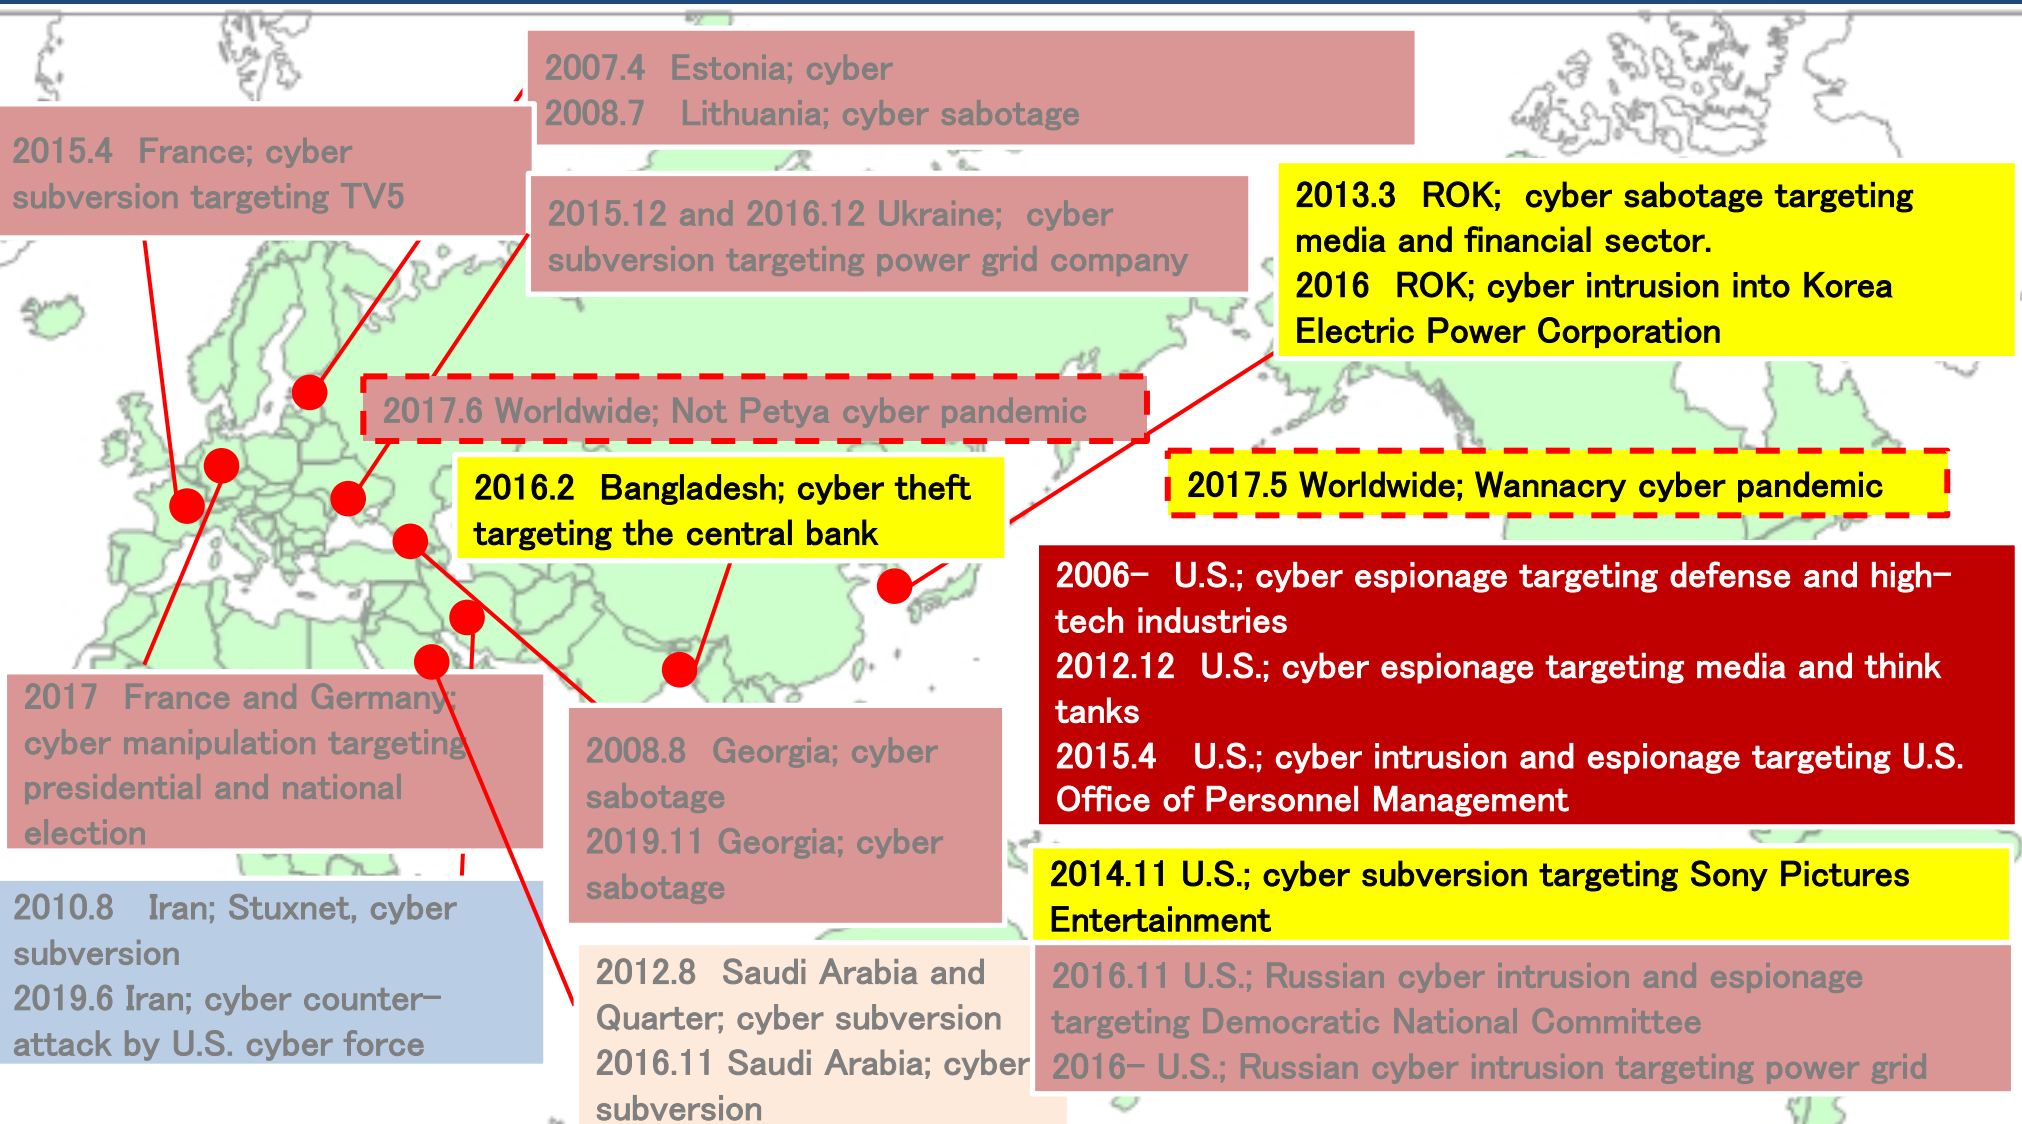 2007.4 Estonia; cyber
2008.7 Lithuania; cyber sabotage
2015.4 France; cyber
subversion targeting TV5
2015.12 and 2016.12 Ukraine; cyber
subversion targeting power grid company
2013.3 ROK; cyber sabotage targeting
media and financial sector.
2016 ROK; cyber intrusion into Korea
Electric Power Corporation
2017.6 Worldwide; Not Petya cyber pandemic
2016.2 Bangladesh; cyber theft
targeting the central bank
2017.5 Worldwide; Wannacry cyber pandemic
2006- U.S.; cyber espionage targeting defense and high-
tech industries
2012.12 U.S.; cyber espionage targeting media and think
tanks
2015.4 U.S.; cyber intrusion and espionage targeting U.S.
Office of Personnel Management
2017 France and Germany;
cyber manipulation targeting
presidential and national
election
2008.8 Georgia; cyber
sabotage
2019.11 Georgia; cyber
sabotage
2014.11 U.S.; cyber subversion targeting Sony Pictures
Entertainment
2010.8 Iran; Stuxnet, cyber
subversion
2019.6 Iran; cyber counter-
attack by U.S. cyber force
2012.8 Saudi Arabia and
Quarter; cyber subversion
2016.11 Saudi Arabia; cyber
subversion
2016.11 U.S.; Russian cyber intrusion and espionage
targeting Democratic National Committee
2016- U.S.; Russian cyber intrusion targeting power grid